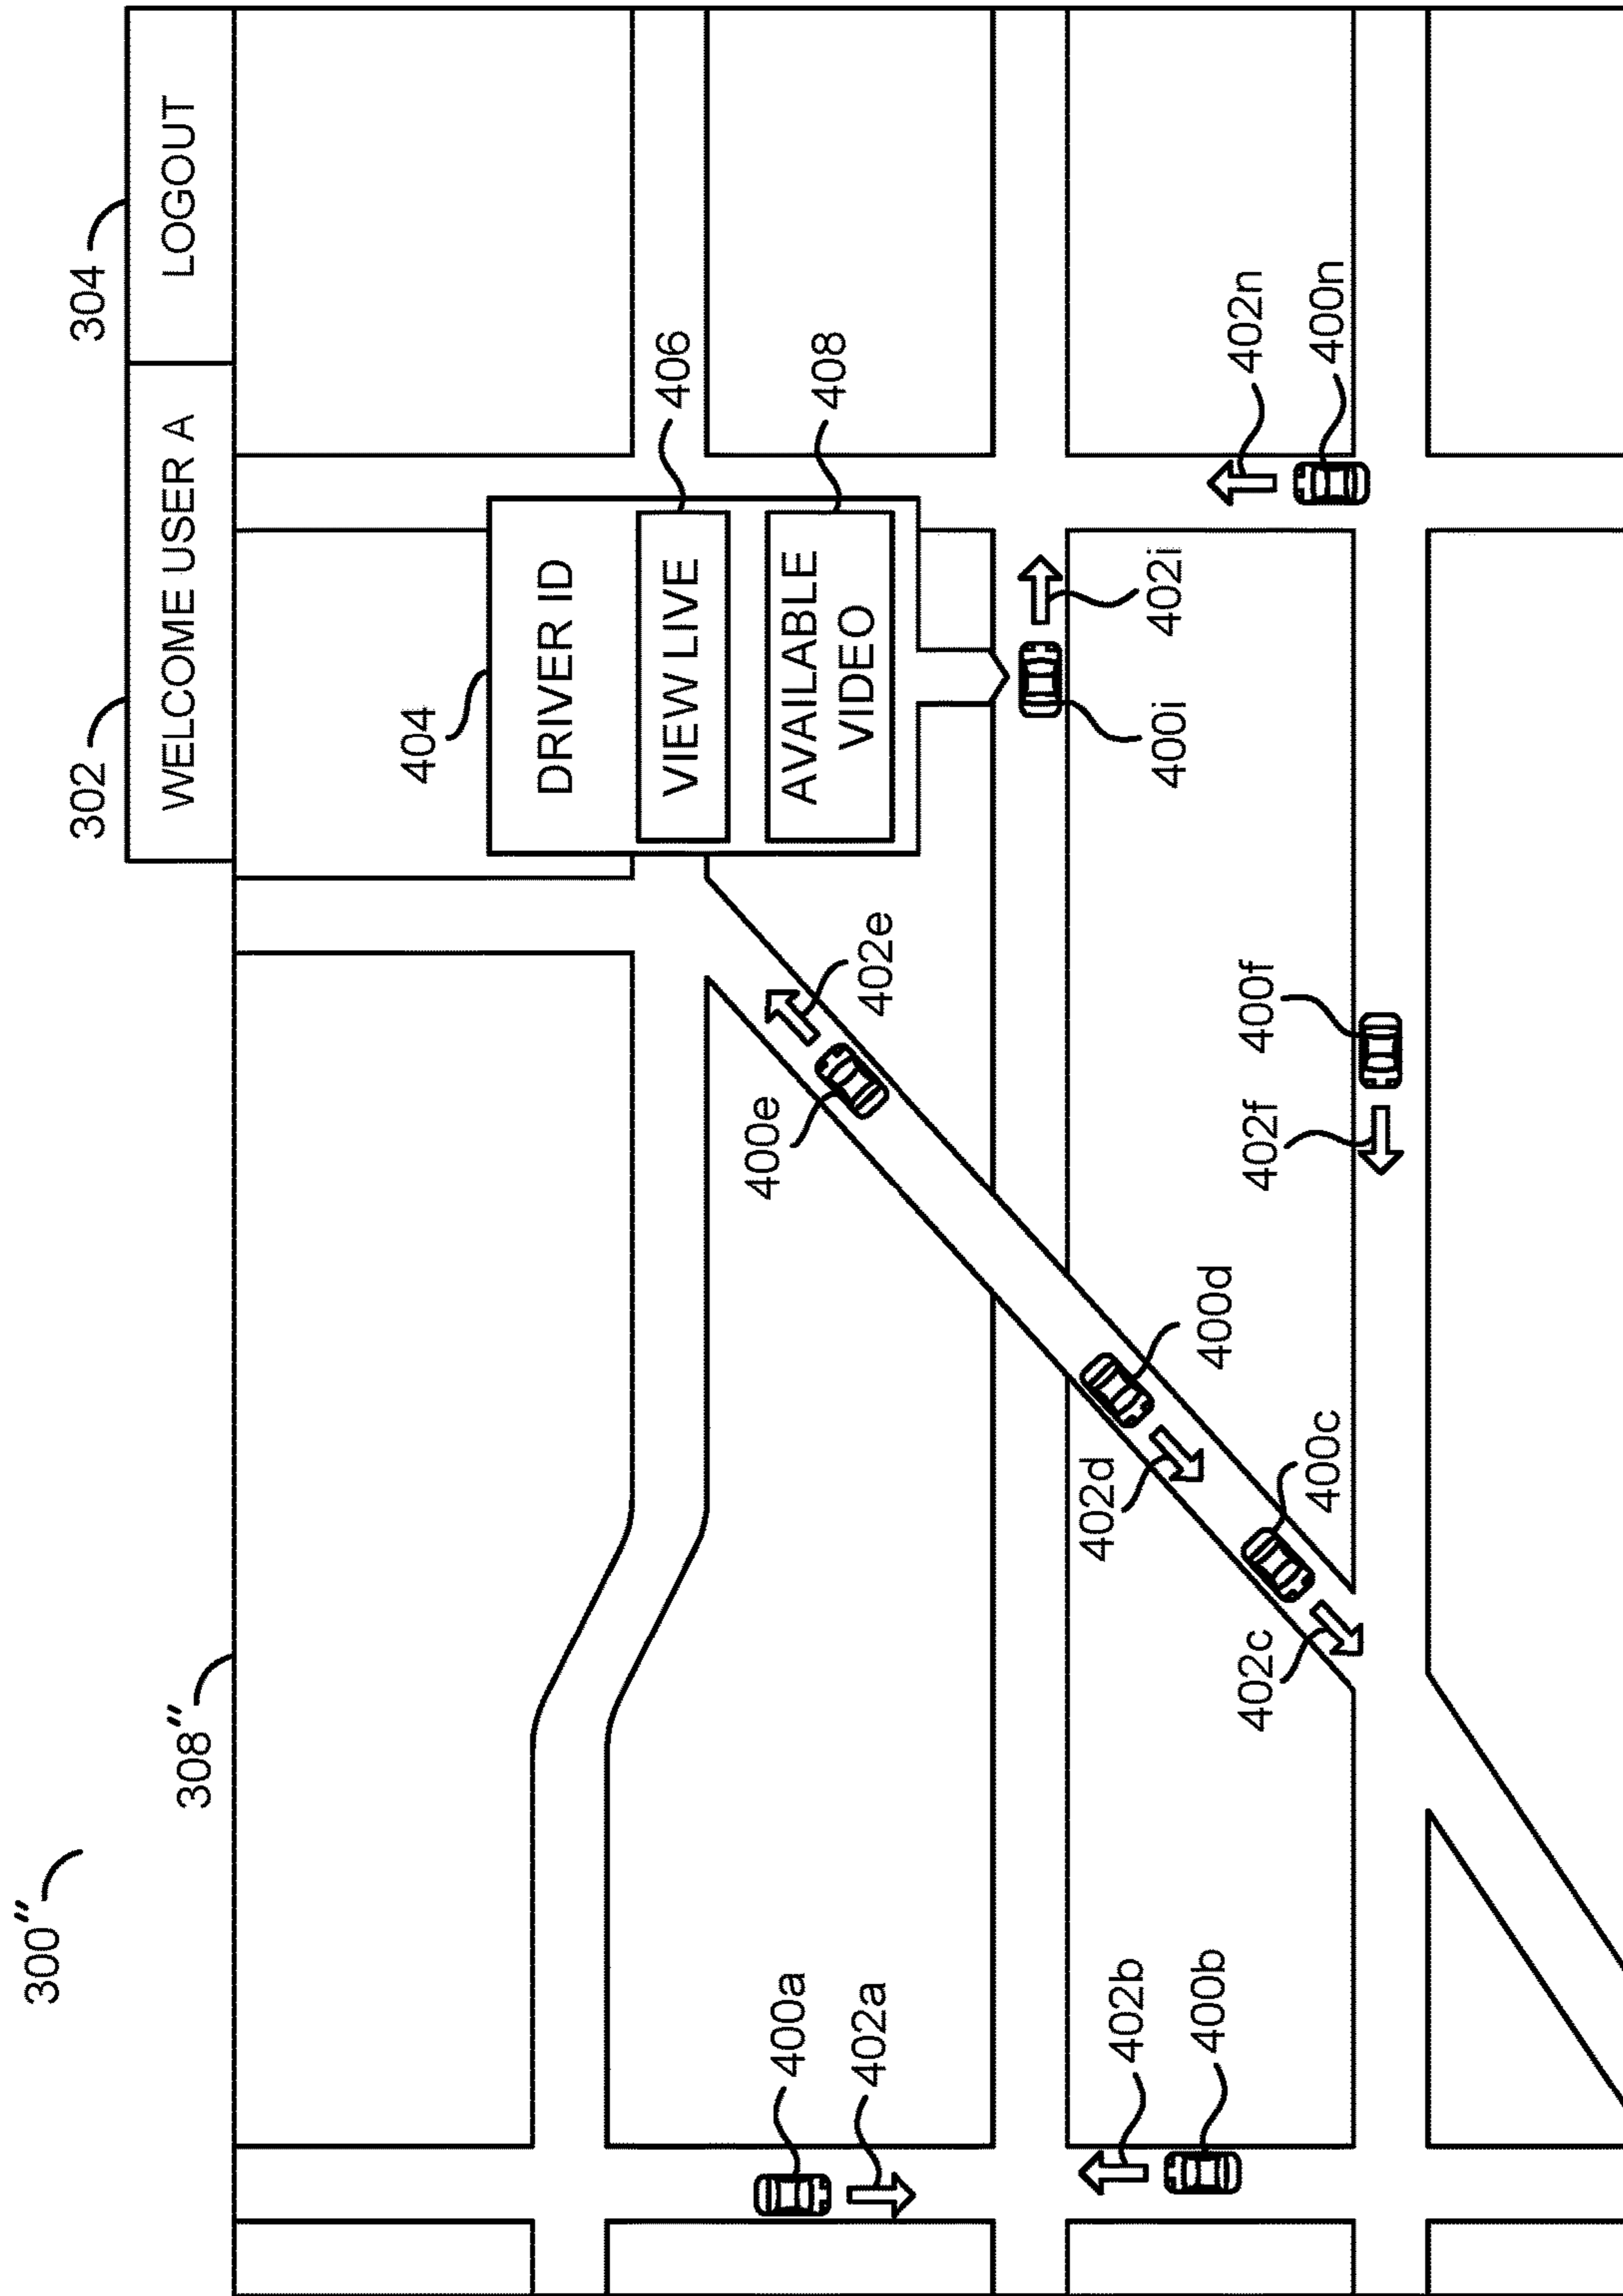 300''
308''
302
304
WELCOME USER A
LOGOUT
404
DRIVER ID
VIEW LIVE
406
AVAILABLE
VIDEO
408
400a
402a
400e
402e
402i
400i
402b
400b
402d
400d
402c
400c
402f
400f
402n
400n